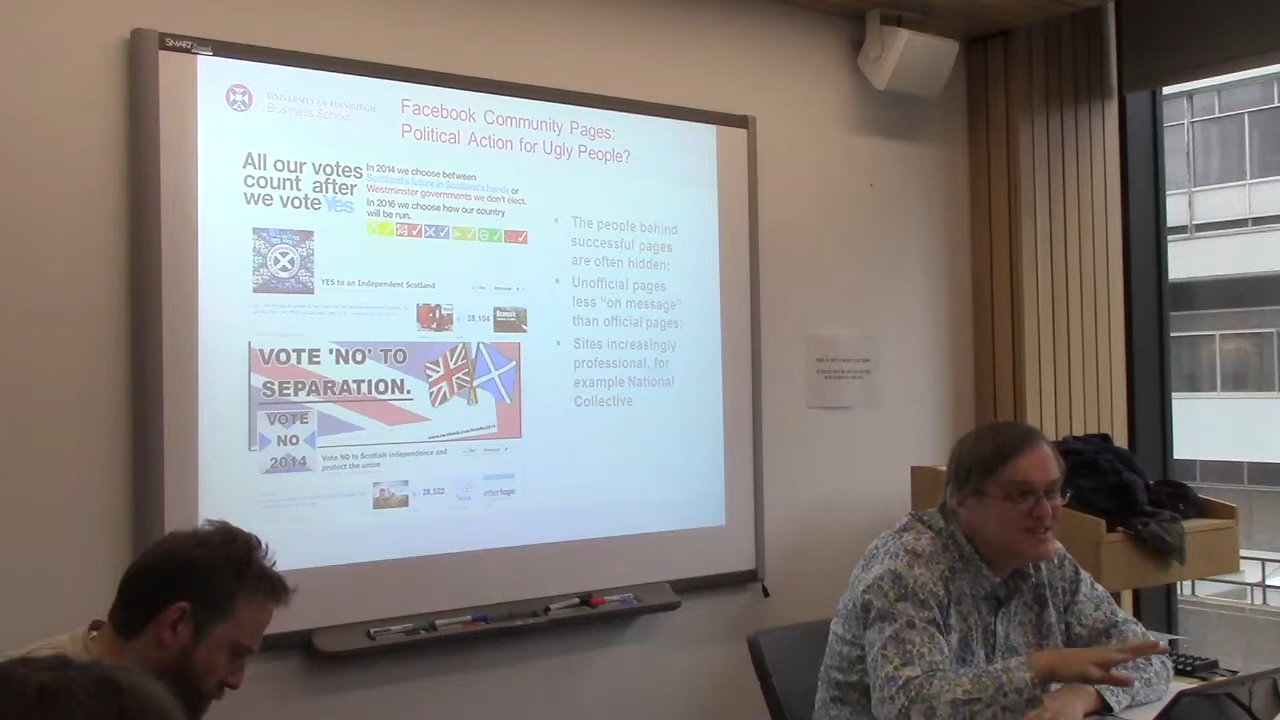 SMART
UNIVERSITY OF EDINBURGH
Business School
Facebook Community Pages:
Political Action for Ugly People?
All our votes
count after
we vote Yes
In 2014 we choose between
Scotland's future in Scotland's hands or
Westminster governments we don't elect.
In 2016 we choose how our country
will be run.
YES to an Independent Scotland
Like
Message
38,104
VOTE 'NO' TO
SEPARATION.
VOTE
NO
2014
Vote NO to Scottish independence and
protect the union
Like
Message
28,522
The people behind
successful pages
are often hidden;
Unofficial pages
less "on message"
than official pages;
Sites increasingly
professional, for
example National
Collective